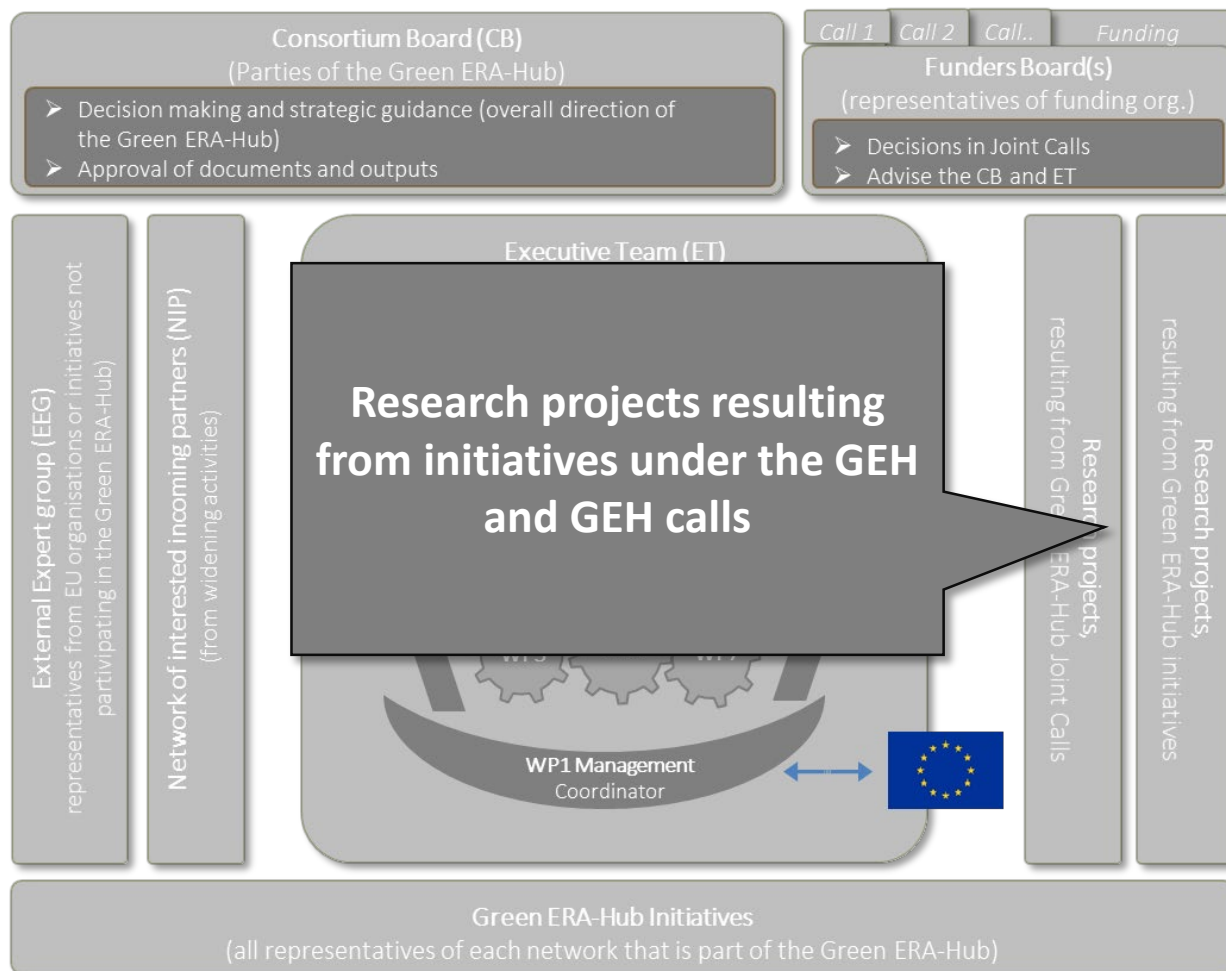 Consortium Board (CB)
(Parties of the Green ERA-Hub)
➤ Decision making and strategic guidance (overall direction of
the Green ERA-Hub)
➤ Approval of documents and outputs
Call 1
Call 2
Call..
Funding
Funders Board(s)
(representatives of funding org.)
➤ Decisions in Joint Calls
➤ Advise the CB and ET
External Expert group (EEG)
representatives from EU organisations or initiatives not
partivipating in the Green ERA-Hub)
Network of interested incoming partners (NIP)
(from widening activities)
Executive Team (ET)
Research projects resulting
from initiatives under the GEH
and GEH calls
WP1 Management
Coordinator
Research projects,
resulting from Green ERA-Hub Joint Calls
Research projects,
resulting from Green ERA-Hub initiatives
Green ERA-Hub Initiatives
(all representatives of each network that is part of the Green ERA-Hub)